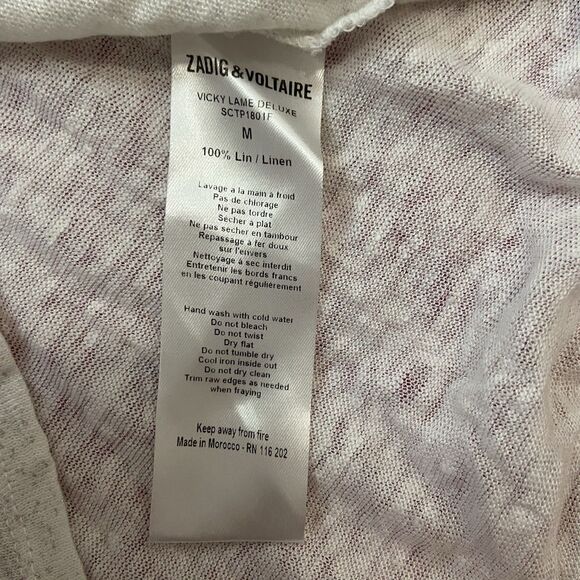 ZADIG & VOLTAIRE
VICKY LAME DELUXE
SCTP1801F
M
100% Lin / Linen
Lavage a la main à froid
Pas de chlorage
Ne pas tordre
Sécher à plat
Ne pas secher en tambour
Repassage à fer doux
sur l'envers
Nettoyage à sec interdit
Entretenir les bords francs
en les coupant régulièrement
Hand wash with cold water
Do not bleach
Do not twist
Dry flat
Do not tumble dry
Cool iron inside out
Do not dry clean
Trim raw edges as needed
when fraying
Keep away from fire
Made in Morocco - RN 116 202